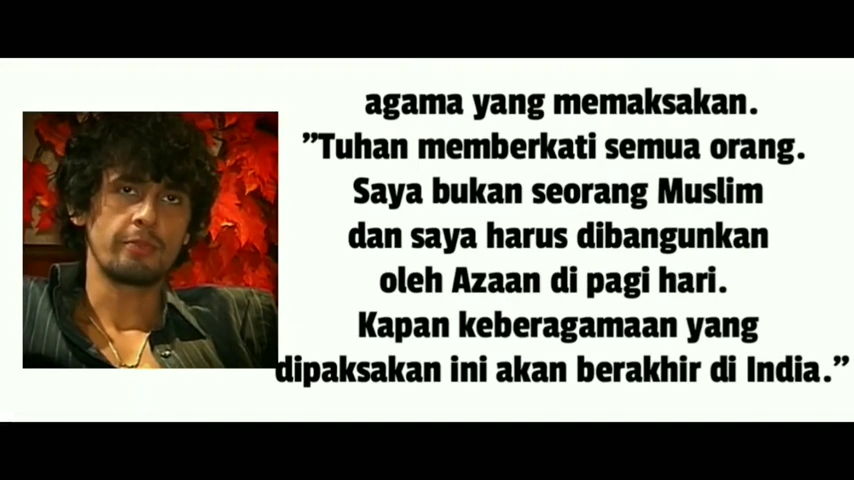 agama yang memaksakan.
"Tuhan memberkati semua orang.
Saya bukan seorang Muslim
dan saya harus dibangunkan
oleh Azaan di pagi hari.
Kapan keberagamaan yang
dipaksakan ini akan berakhir di India."